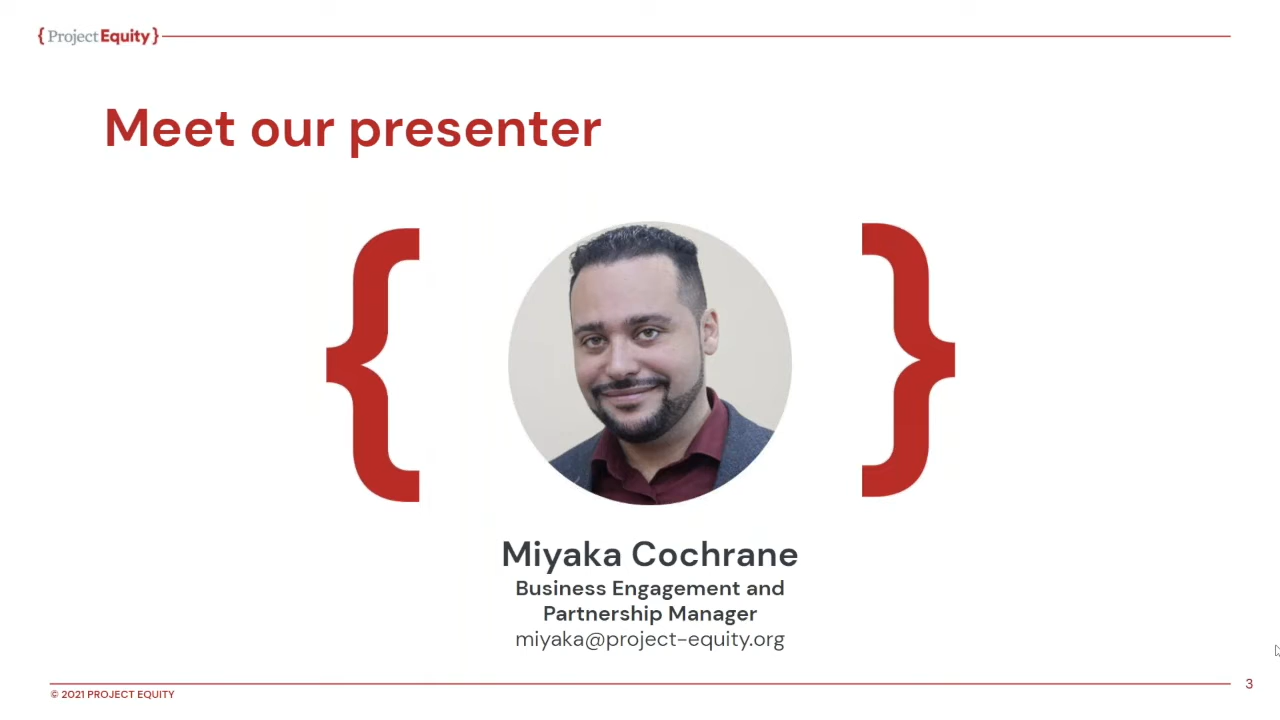 { Project Equity }
Meet our presenter
Miyaka Cochrane
Business Engagement and
Partnership Manager
miyaka@project-equity.org
© 2021 PROJECT EQUITY
3